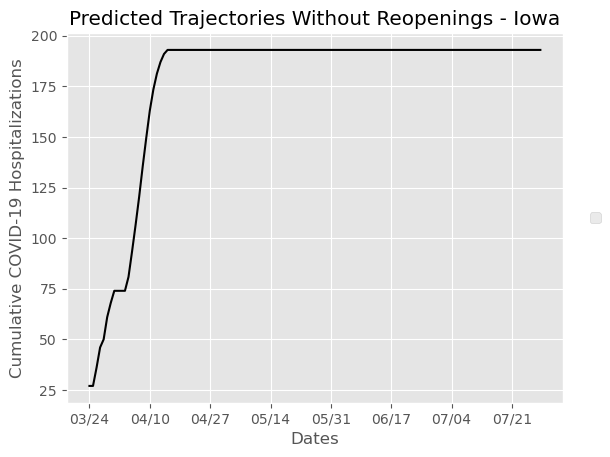 Predicted Trajectories Without Reopenings - Iowa
Cumulative COVID-19 Hospitalizations
200
175
150
125
100
75
50
25
03/24 04/10 04/27 05/14 05/31 06/17 07/04 07/21
Dates